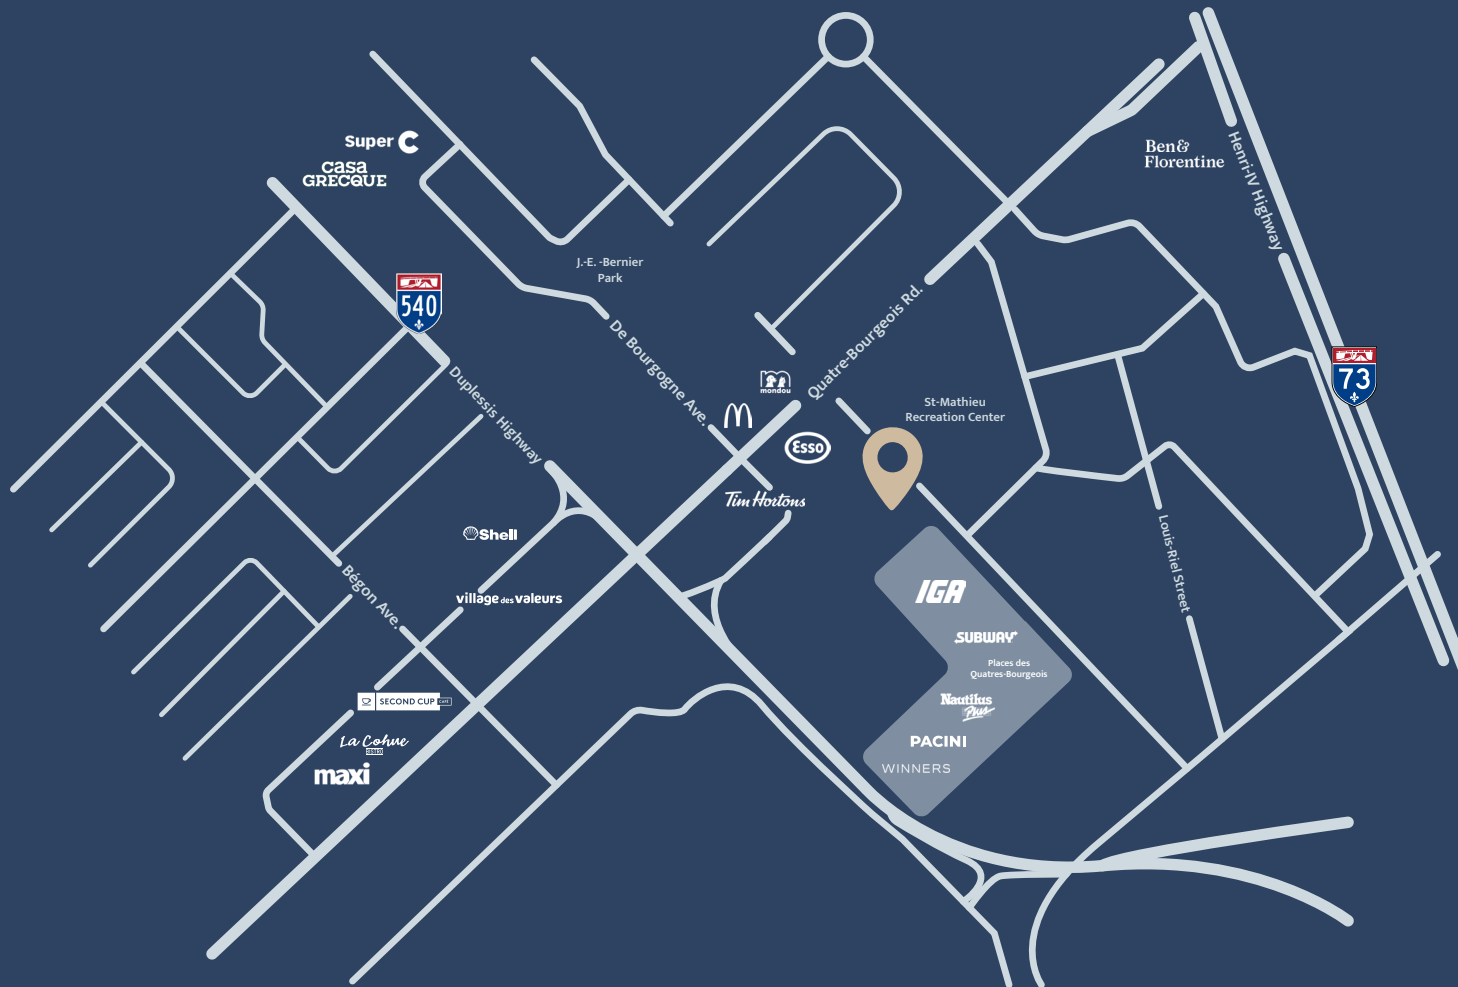 Super C
casa
GRECQUE
Ben&
Florentine
Henri-IV Highway
J.-E. -Bernier
Park
540
De Bourgogne Ave.
Quatre-Bourgeois Rd.
73
mondou
Duplessis Highway
St-Mathieu
Recreation Center
Esso
Tim Hortons
Shell
Louis-Riel Street
Bégon Ave.
village des valeurs
IGA
SUBWAY
Places des
Quatres-Bourgeois
SECOND CUP
CAFÉ
Nautilus
Plus
La Cohue
PACINI
maxi
WINNERS